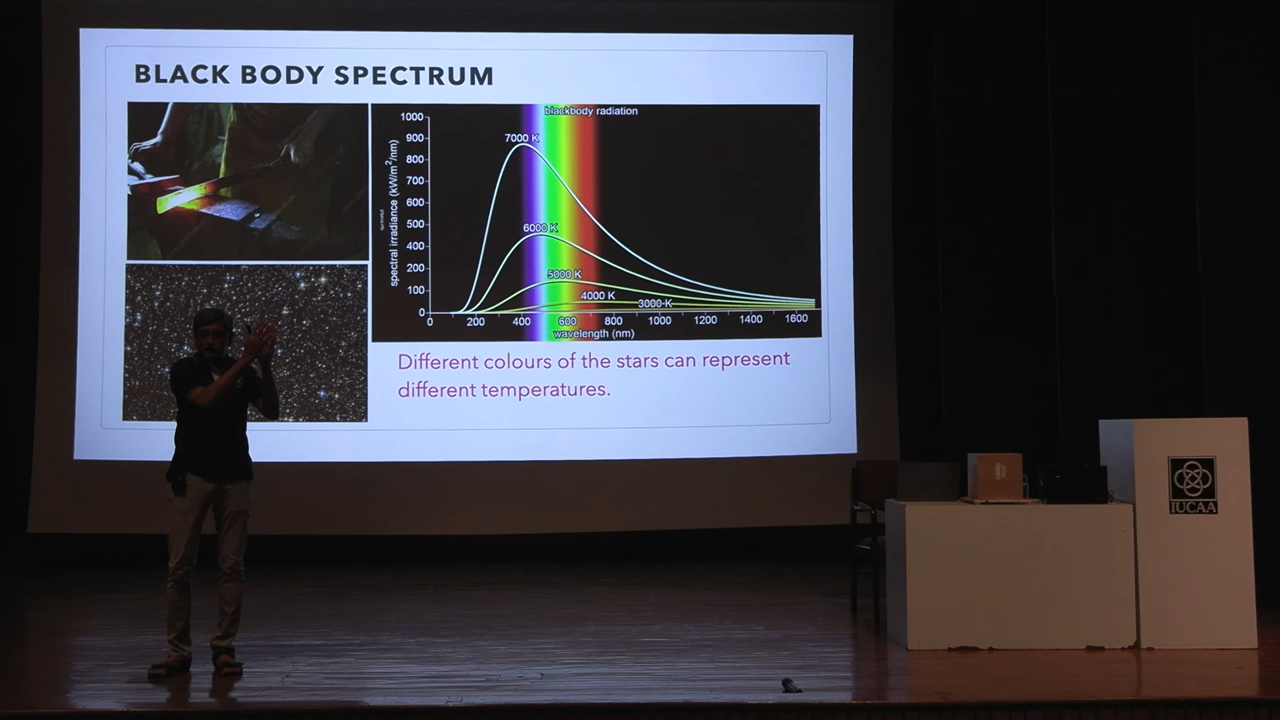 BLACK BODY SPECTRUM
blackbody radiation
1000
900
800
700
600
500
400
200
100
0
spectral irradiance (kW/m²/nm)
7000 K
6000 K
5000 K
4000 K
3000 K
0 200 400 600 800 1000 1200 1400 1600
wavelength (nm)
Different colours of the stars can represent
different temperatures.
IUCAA